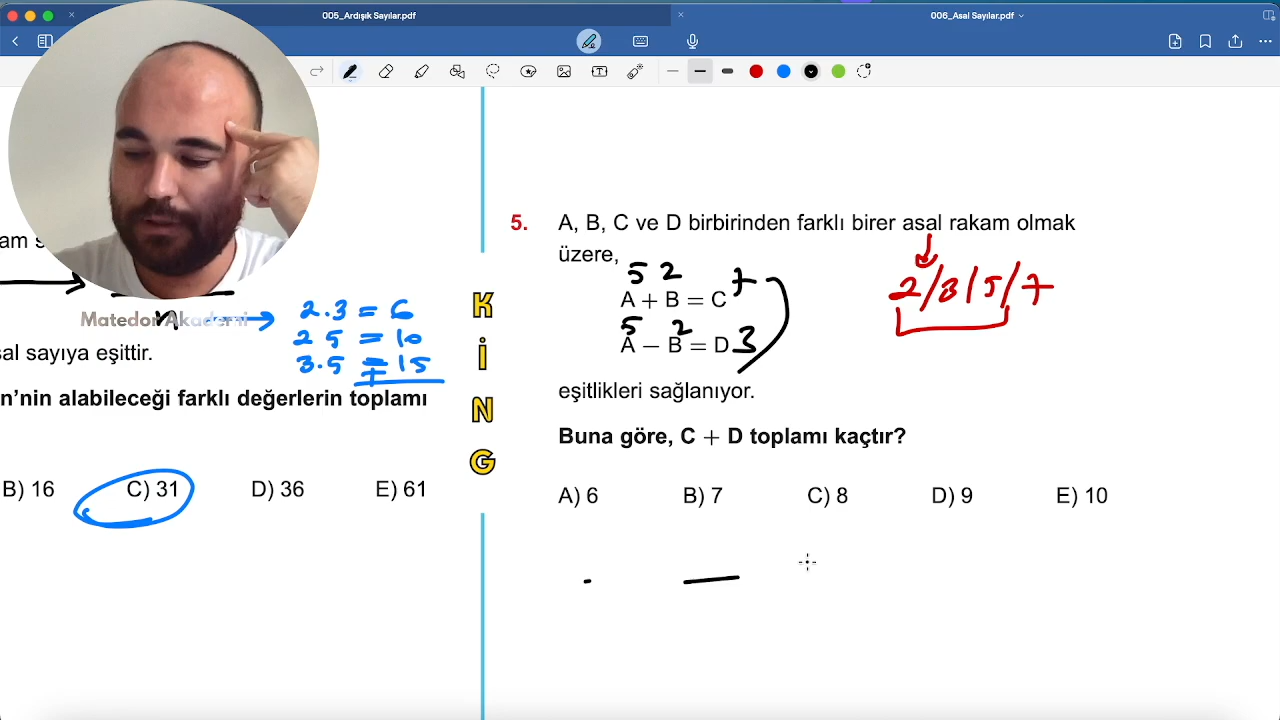 005_Ardışık Sayılar.pdf
006_Asal Sayılar.pdf
am s
n
Matedor Akademi
sal sayıya eşittir.
2.3 = 6
2 5 = 10
3.5 = 15
+
n'nin alabileceği farklı değerlerin toplamı
B) 16 C) 31 D) 36 E) 61
K
İ
N
G
5. A, B, C ve D birbirinden farklı birer asal rakam olmak
üzere,
2/3/5/7
5 2 7
A + B = C
5 2
A − B = D 3
eşitlikleri sağlanıyor.
Buna göre, C + D toplamı kaçtır?
A) 6 B) 7 C) 8 D) 9 E) 10